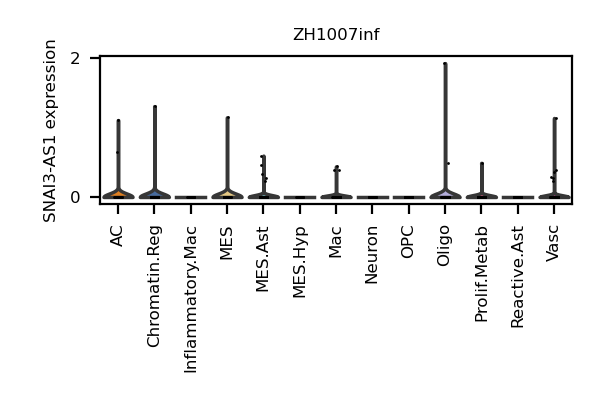 ZH1007inf
SNAI3-AS1 expression
2
0
AC
Chromatin.Reg
Inflammatory.Mac
MES
MES.Ast
MES.Hyp
Mac
Neuron
OPC
Oligo
Prolif.Metab
Reactive.Ast
Vasc